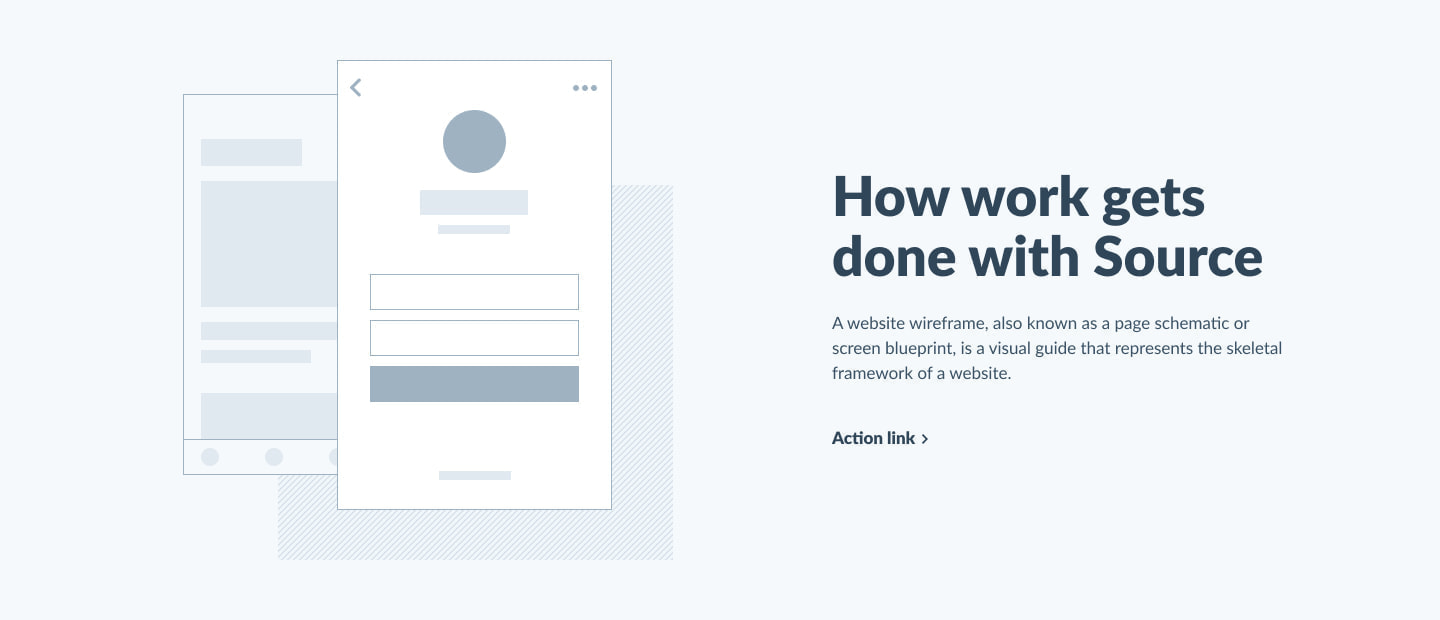 How work gets
done with Source
A website wireframe, also known as a page schematic or
screen blueprint, is a visual guide that represents the skeletal
framework of a website.
Action link